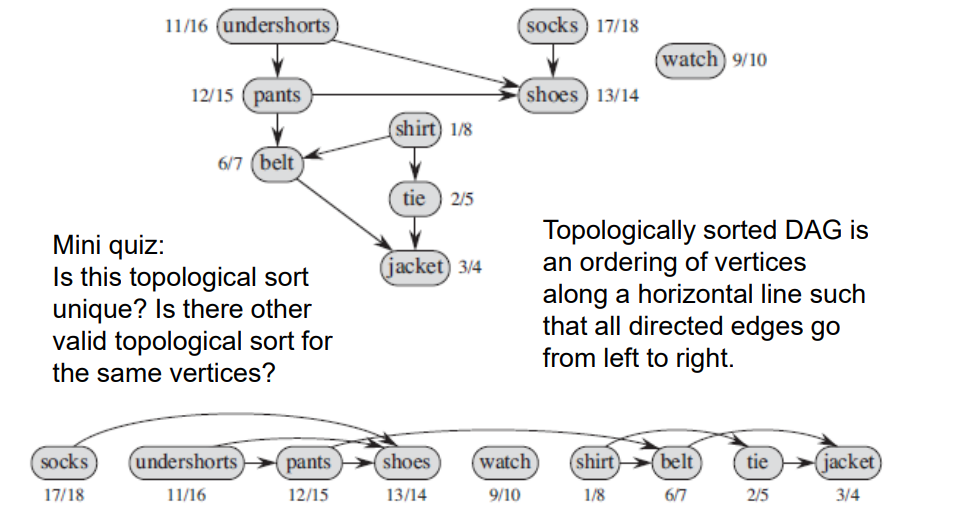 11/16 undershorts socks 17/18
watch 9/10
12/15 pants shoes 13/14
shirt 1/8
6/7 belt
tie 2/5
jacket 3/4
Mini quiz:
Is this topological sort
unique? Is there other
valid topological sort for
the same vertices?
Topologically sorted DAG is
an ordering of vertices
along a horizontal line such
that all directed edges go
from left to right.
socks undershorts pants shoes watch shirt belt tie jacket
17/18 11/16 12/15 13/14 9/10 1/8 6/7 2/5 3/4